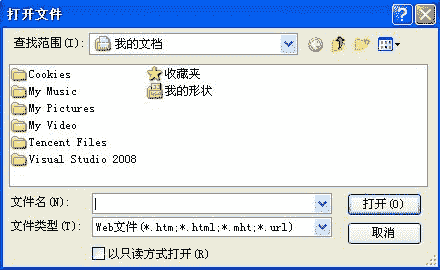 打开文件
查找范围(I): 我的文档
Cookies
My Music
My Pictures
My Video
Tencent Files
Visual Studio 2008
收藏夹
我的形状
文件名(N):
打开(O)
文件类型(T): Web文件(*.htm;*.html;*.mht;*.url)
取消
以只读方式打开(R)